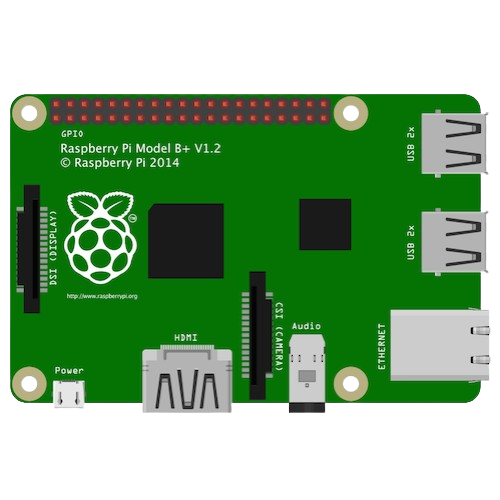 GPIO
Raspberry Pi Model B+ V1.2
© Raspberry Pi 2014
USB 2x
DSI (DISPLAY)
TM
USB 2x
http://www.raspberrypi.org
HDMI
CSI (CAMERA)
Audio
ETHERNET
Power